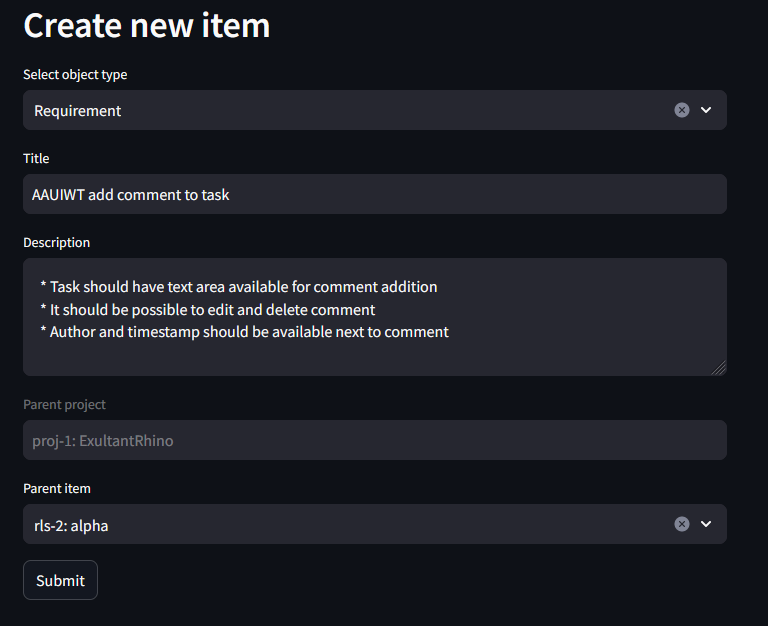 Create new item
Select object type
Requirement
Title
AAUIWT add comment to task
Description
* Task should have text area available for comment addition
* It should be possible to edit and delete comment
* Author and timestamp should be available next to comment
Parent project
proj-1: ExultantRhino
Parent item
rls-2: alpha
Submit